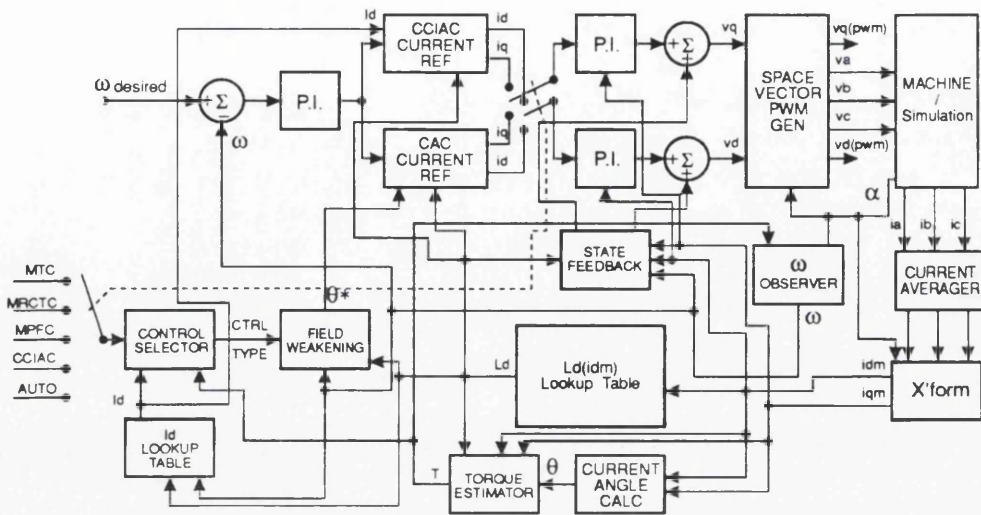 Id
CCIAC
CURRENT
REF
id
iq
P.I.
+
Σ
−
vq
SPACE
VECTOR
PWM
GEN
vq(pwm)
va
vb
vc
vd(pwm)
MACHINE
/
Simulation
ω desired
+
Σ
−
ω
P.I.
CAC
CURRENT
REF
iq
id
P.I.
+
Σ
−
vd
α
ia
ib
ic
STATE
FEEDBACK
ω
OBSERVER
ω
CURRENT
AVERAGER
MTC
MRCTC
MPFC
CCIAC
AUTO
CONTROL
SELECTOR
CTRL
TYPE
θ*
FIELD
WEAKENING
Ld
Ld(idm)
Lookup Table
idm
iqm
X'form
Id
Id
LOOKUP
TABLE
T
TORQUE
ESTIMATOR
θ
CURRENT
ANGLE
CALC